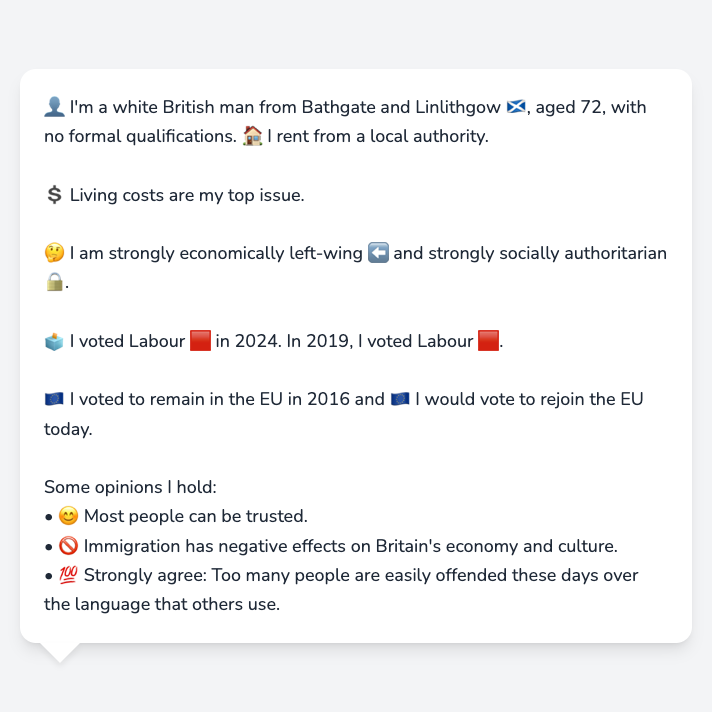 👤 I'm a white British man from Bathgate and Linlithgow 🏴󠁧󠁢󠁳󠁣󠁴󠁿, aged 72, with
no formal qualifications. 🏠 I rent from a local authority.
💲 Living costs are my top issue.
🤔 I am strongly economically left-wing ⬅️ and strongly socially authoritarian
🔒.
🗳️ I voted Labour 🟥 in 2024. In 2019, I voted Labour 🟥.
🇪🇺 I voted to remain in the EU in 2016 and 🇪🇺 I would vote to rejoin the EU
today.
Some opinions I hold:
• 😊 Most people can be trusted.
• 🚫 Immigration has negative effects on Britain's economy and culture.
• 💯 Strongly agree: Too many people are easily offended these days over
the language that others use.